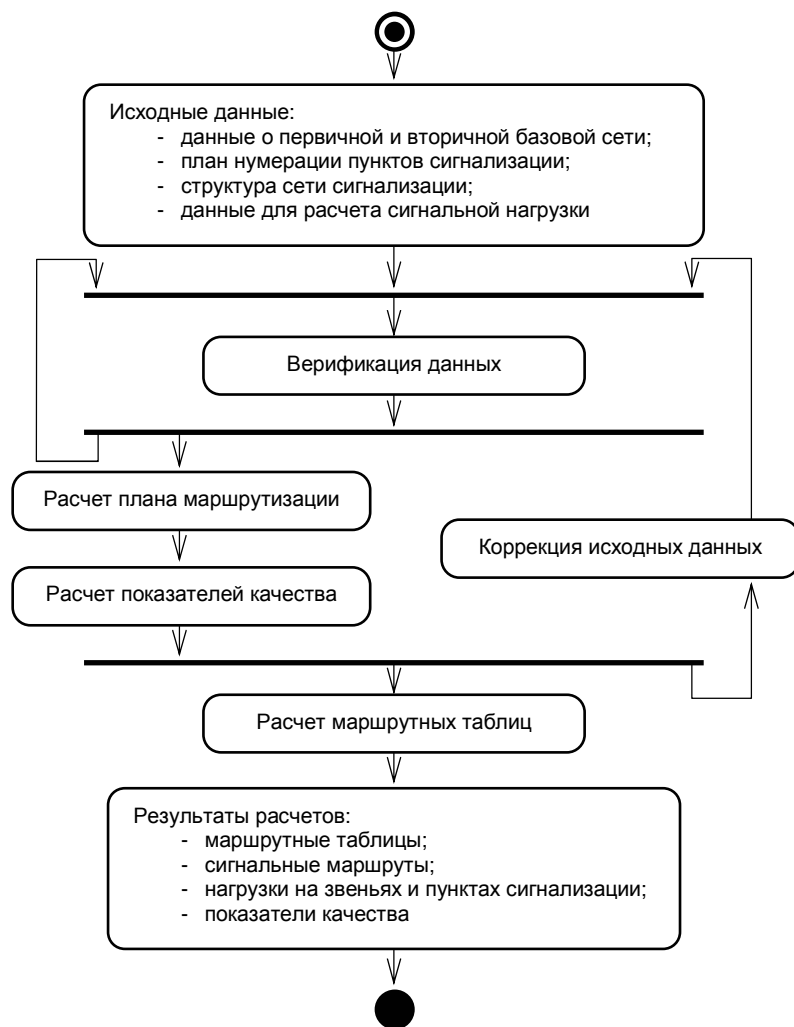 Исходные данные:
- данные о первичной и вторичной базовой сети;
- план нумерации пунктов сигнализации;
- структура сети сигнализации;
- данные для расчета сигнальной нагрузки
Верификация данных
Расчет плана маршрутизации
Коррекция исходных данных
Расчет показателей качества
Расчет маршрутных таблиц
Результаты расчетов:
- маршрутные таблицы;
- сигнальные маршруты;
- нагрузки на звеньях и пунктах сигнализации;
- показатели качества